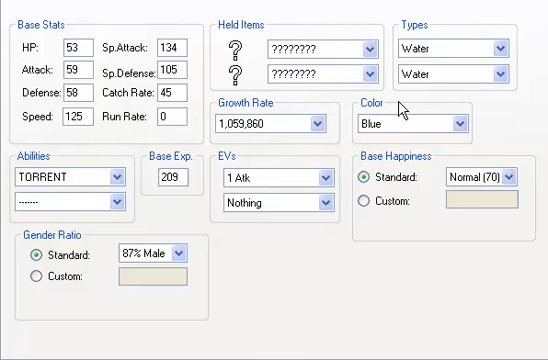 Base Stats
HP: 53 Sp.Attack: 134
Attack: 59 Sp.Defense: 105
Defense: 58 Catch Rate: 45
Speed: 125 Run Rate: 0
Held Items
????????
????????
Types
Water
Water
Growth Rate
1,059,860
Color
Blue
Abilities
TORRENT
-------
Base Exp.
209
EVs
1 Atk
Nothing
Base Happiness
Standard: Normal (70)
Custom:
Gender Ratio
Standard: 87% Male
Custom: